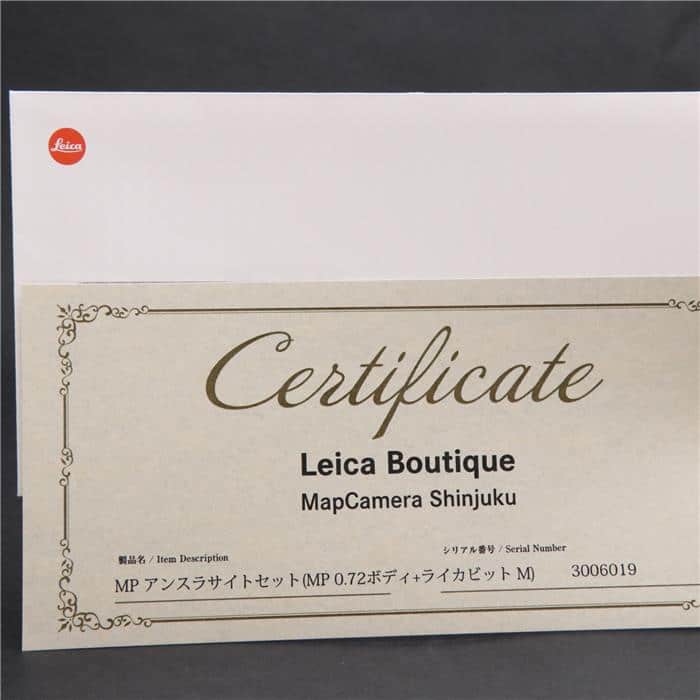 Leica
Certificate
Leica Boutique
MapCamera Shinjuku
製品名 / Item Description
シリアル番号 / Serial Number
MP アンスラサイトセット(MP 0.72ボディ+ライカビット M)
3006019